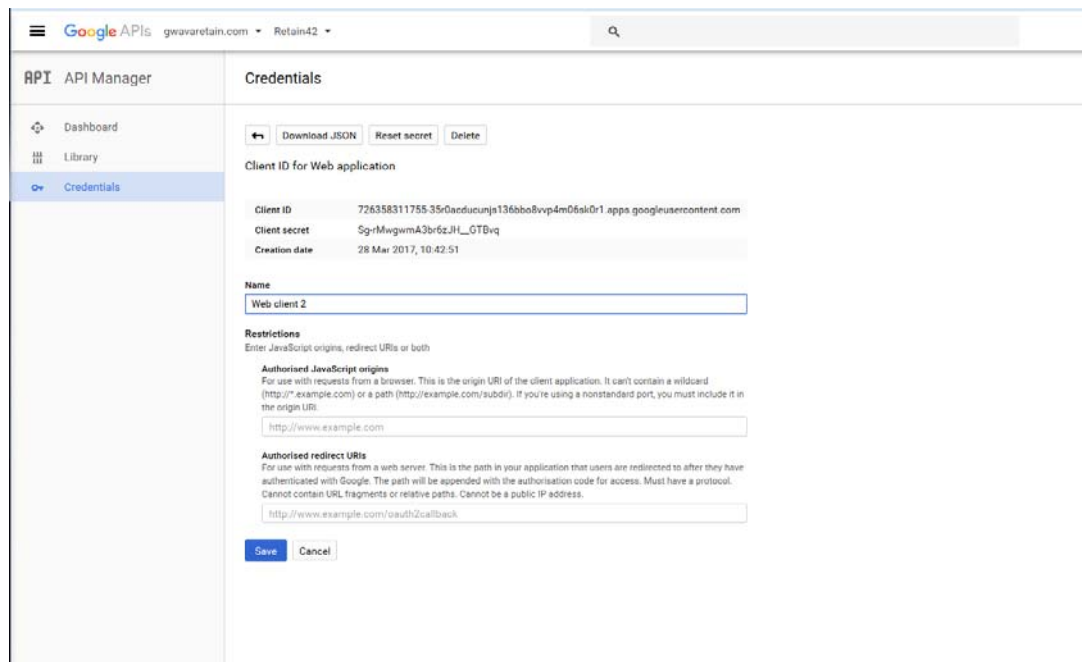 Google APIs gwavaretain.com Retain42
API API Manager
Credentials
Dashboard
Library
Credentials
Download JSON Reset secret Delete
Client ID for Web application
Client ID 726358311755-35r0acducunjs136bbo8vvp4m06sk0r1.apps.googleusercontent.com
Client secret Sg-rMwgwmA3br6zJH__GTBvq
Creation date 28 Mar 2017, 10:42:51
Name
Web client 2
Restrictions
Enter JavaScript origins, redirect URIs or both
Authorised JavaScript origins
For use with requests from a browser. This is the origin URI of the client application. It can't contain a wildcard
(http://*.example.com) or a path (http://example.com/subdir). If you're using a nonstandard port, you must include it in
the origin URI.
http://www.example.com
Authorised redirect URIs
For use with requests from a web server. This is the path in your application that users are redirected to after they have
authenticated with Google. The path will be appended with the authorisation code for access. Must have a protocol.
Cannot contain URL fragments or relative paths. Cannot be a public IP address.
http://www.example.com/oauth2callback
Save Cancel